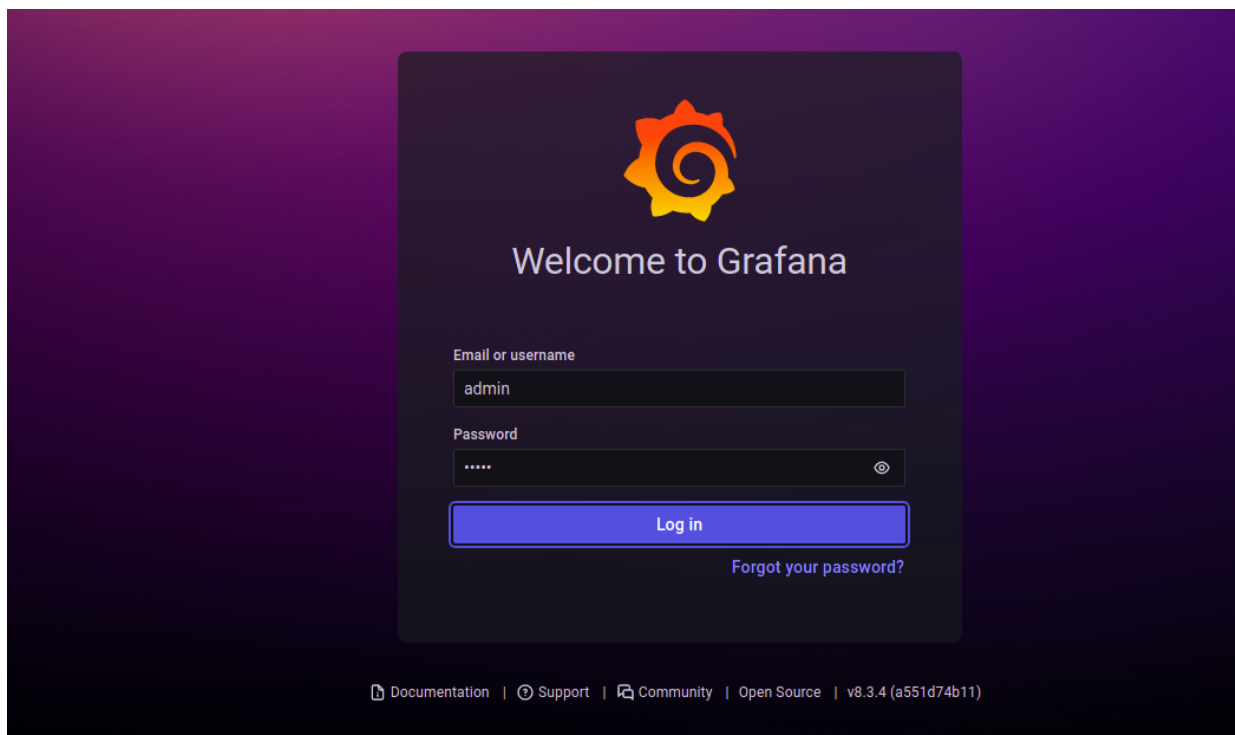 Welcome to Grafana
Email or username
admin
Password
•••••
Log in
Forgot your password?
Documentation | Support | Community | Open Source | v8.3.4 (a551d74b11)